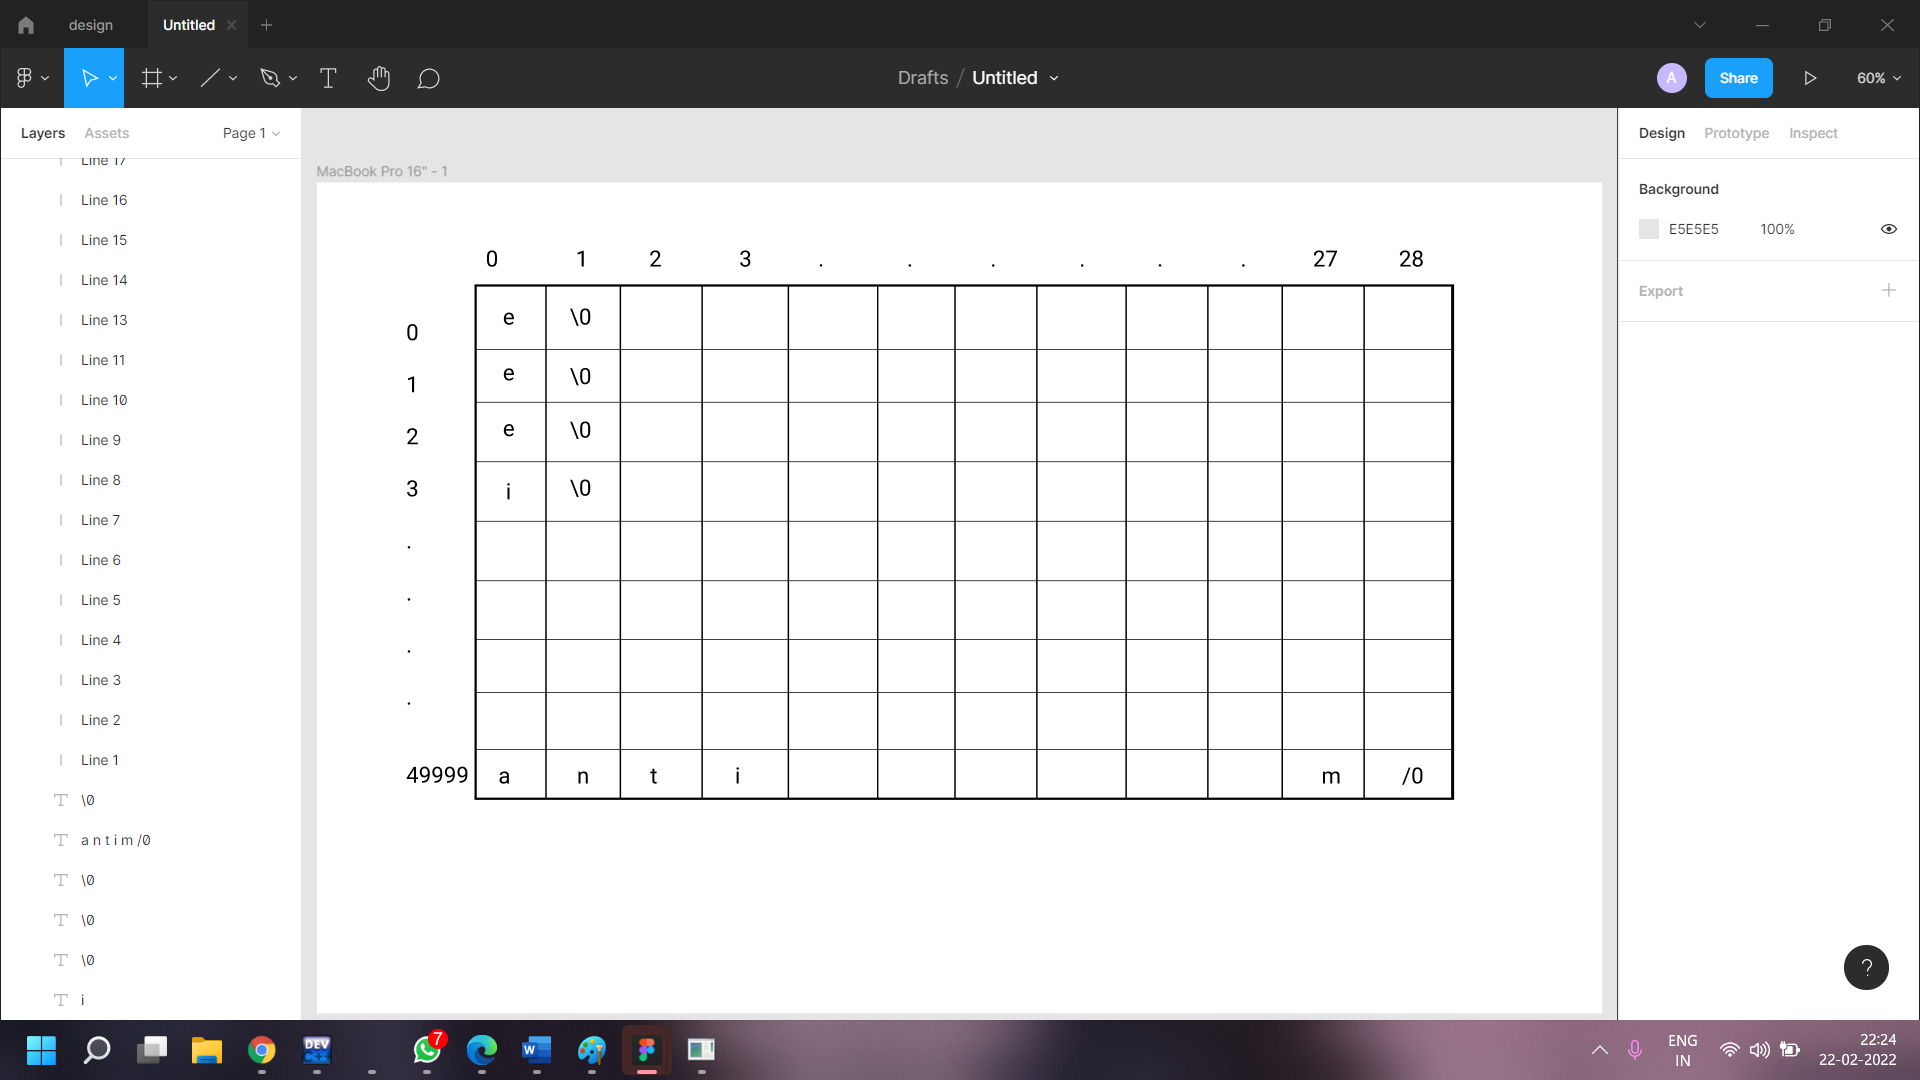 design
Untitled
Drafts / Untitled
A
Share
60%
Layers
Assets
Page 1
Line 17
Line 16
Line 15
Line 14
Line 13
Line 11
Line 10
Line 9
Line 8
Line 7
Line 6
Line 5
Line 4
Line 3
Line 2
Line 1
\0
a n t i m /0
\0
\0
\0
i
MacBook Pro 16" - 1
0 1 2 3 . . . . . . 27 28
0 e \0
1 e \0
2 e \0
3 i \0
.
.
.
.
49999 a n t i m /0
Design
Prototype
Inspect
Background
E5E5E5 100%
Export
?
DEV
C++
7
W
ENG
IN
22:24
22-02-2022